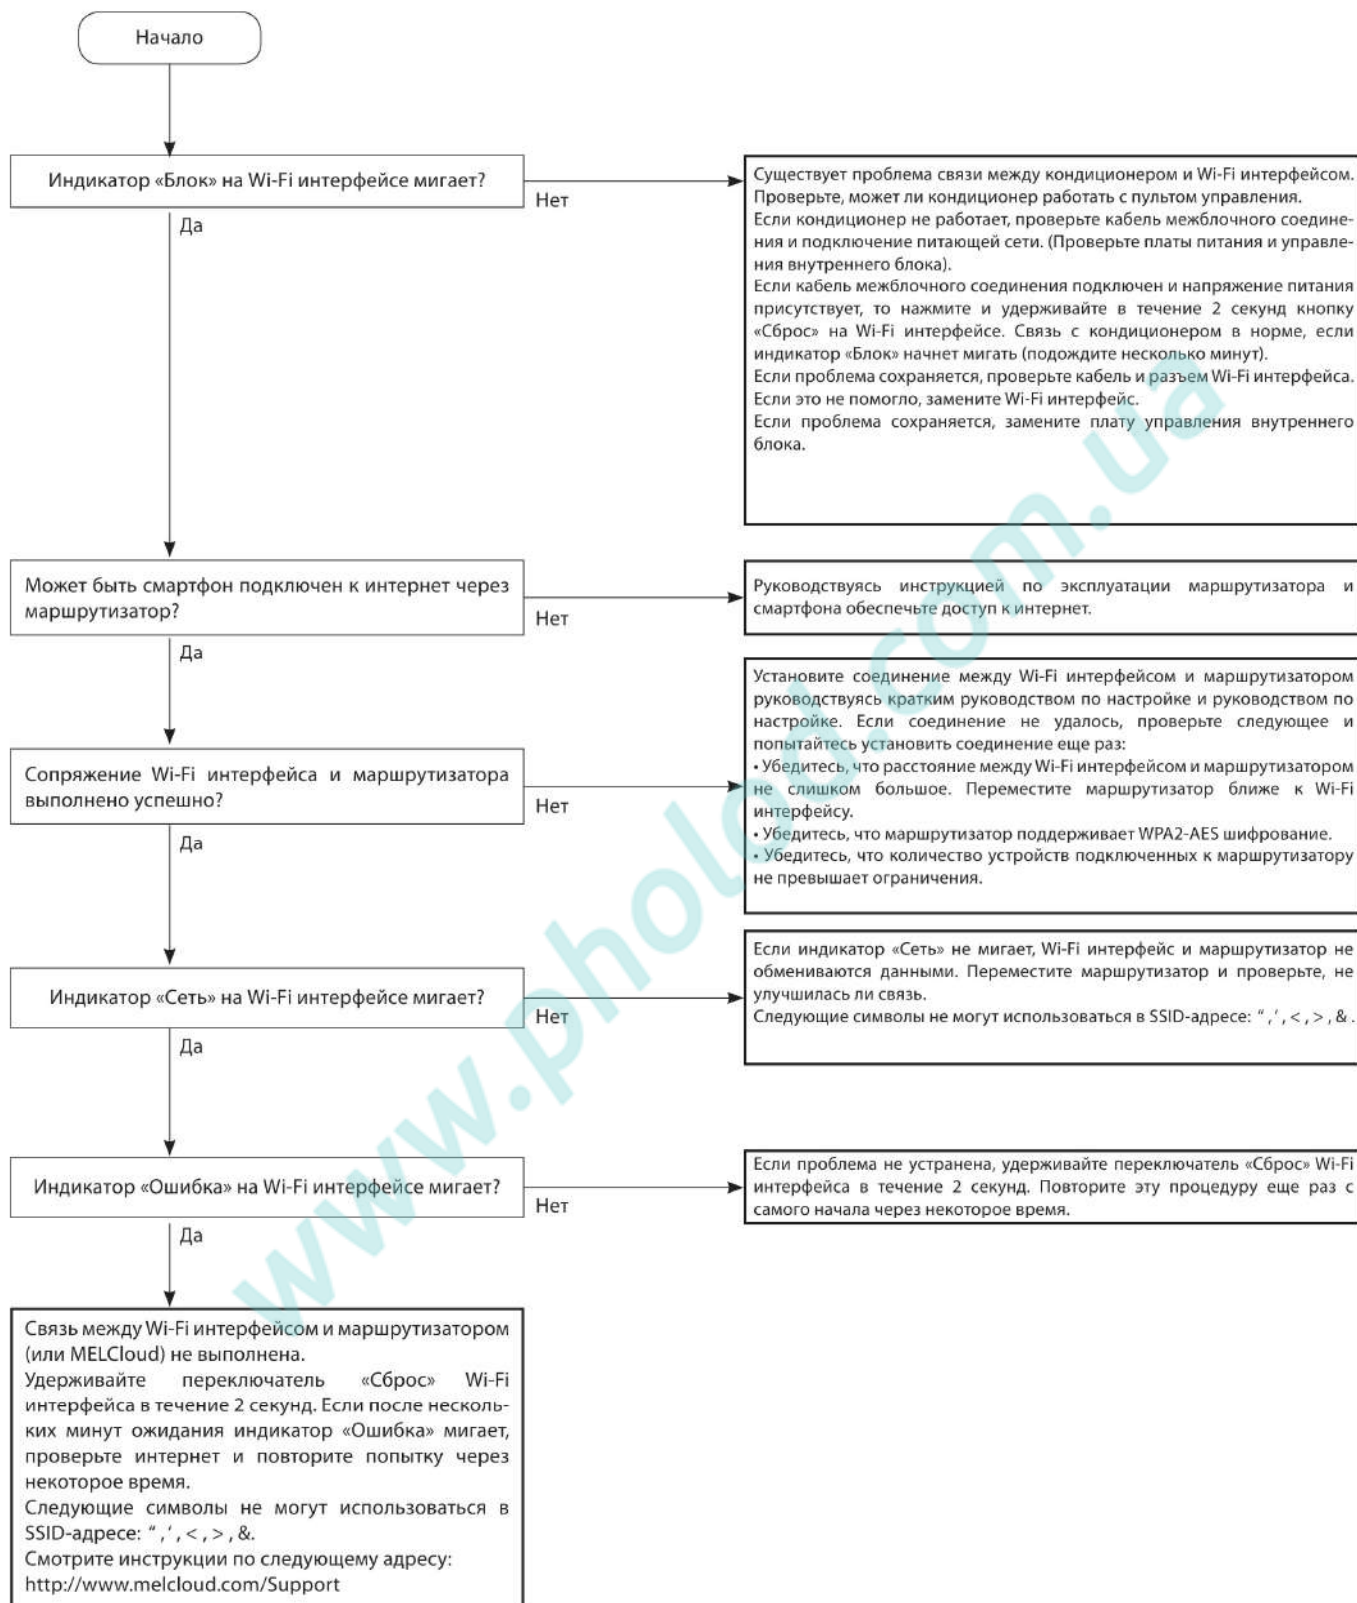 Начало
Индикатор «Блок» на Wi-Fi интерфейсе мигает?
Нет
Да
Существует проблема связи между кондиционером и Wi-Fi интерфейсом.
Проверьте, может ли кондиционер работать с пультом управления.
Если кондиционер не работает, проверьте кабель межблочного соедине-
ния и подключение питающей сети. (Проверьте платы питания и управле-
ния внутреннего блока).
Если кабель межблочного соединения подключен и напряжение питания
присутствует, то нажмите и удерживайте в течение 2 секунд кнопку
«Сброс» на Wi-Fi интерфейсе. Связь с кондиционером в норме, если
индикатор «Блок» начнет мигать (подождите несколько минут).
Если проблема сохраняется, проверьте кабель и разъем Wi-Fi интерфейса.
Если это не помогло, замените Wi-Fi интерфейс.
Если проблема сохраняется, замените плату управления внутреннего
блока.
Может быть смартфон подключен к интернет через
маршрутизатор?
Нет
Да
Руководствуясь инструкцией по эксплуатации маршрутизатора и
смартфона обеспечьте доступ к интернет.
Сопряжение Wi-Fi интерфейса и маршрутизатора
выполнено успешно?
Нет
Да
Установите соединение между Wi-Fi интерфейсом и маршрутизатором
руководствуясь кратким руководством по настройке и руководством по
настройке. Если соединение не удалось, проверьте следующее и
попытайтесь установить соединение еще раз:
• Убедитесь, что расстояние между Wi-Fi интерфейсом и маршрутизатором
не слишком большое. Переместите маршрутизатор ближе к Wi-Fi
интерфейсу.
• Убедитесь, что маршрутизатор поддерживает WPA2-AES шифрование.
• Убедитесь, что количество устройств подключенных к маршрутизатору
не превышает ограничения.
Индикатор «Сеть» на Wi-Fi интерфейсе мигает?
Нет
Да
Если индикатор «Сеть» не мигает, Wi-Fi интерфейс и маршрутизатор не
обмениваются данными. Переместите маршрутизатор и проверьте, не
улучшилась ли связь.
Следующие символы не могут использоваться в SSID-адресе: “ , ‘ , < , > , & .
Индикатор «Ошибка» на Wi-Fi интерфейсе мигает?
Нет
Да
Если проблема не устранена, удерживайте переключатель «Сброс» Wi-Fi
интерфейса в течение 2 секунд. Повторите эту процедуру еще раз с
самого начала через некоторое время.
Связь между Wi-Fi интерфейсом и маршрутизатором
(или MELCloud) не выполнена.
Удерживайте переключатель «Сброс» Wi-Fi
интерфейса в течение 2 секунд. Если после несколь-
ких минут ожидания индикатор «Ошибка» мигает,
проверьте интернет и повторите попытку через
некоторое время.
Следующие символы не могут использоваться в
SSID-адресе: “ , ‘ , < , > , &.
Смотрите инструкции по следующему адресу:
http://www.melcloud.com/Support
www.pholod.com.ua